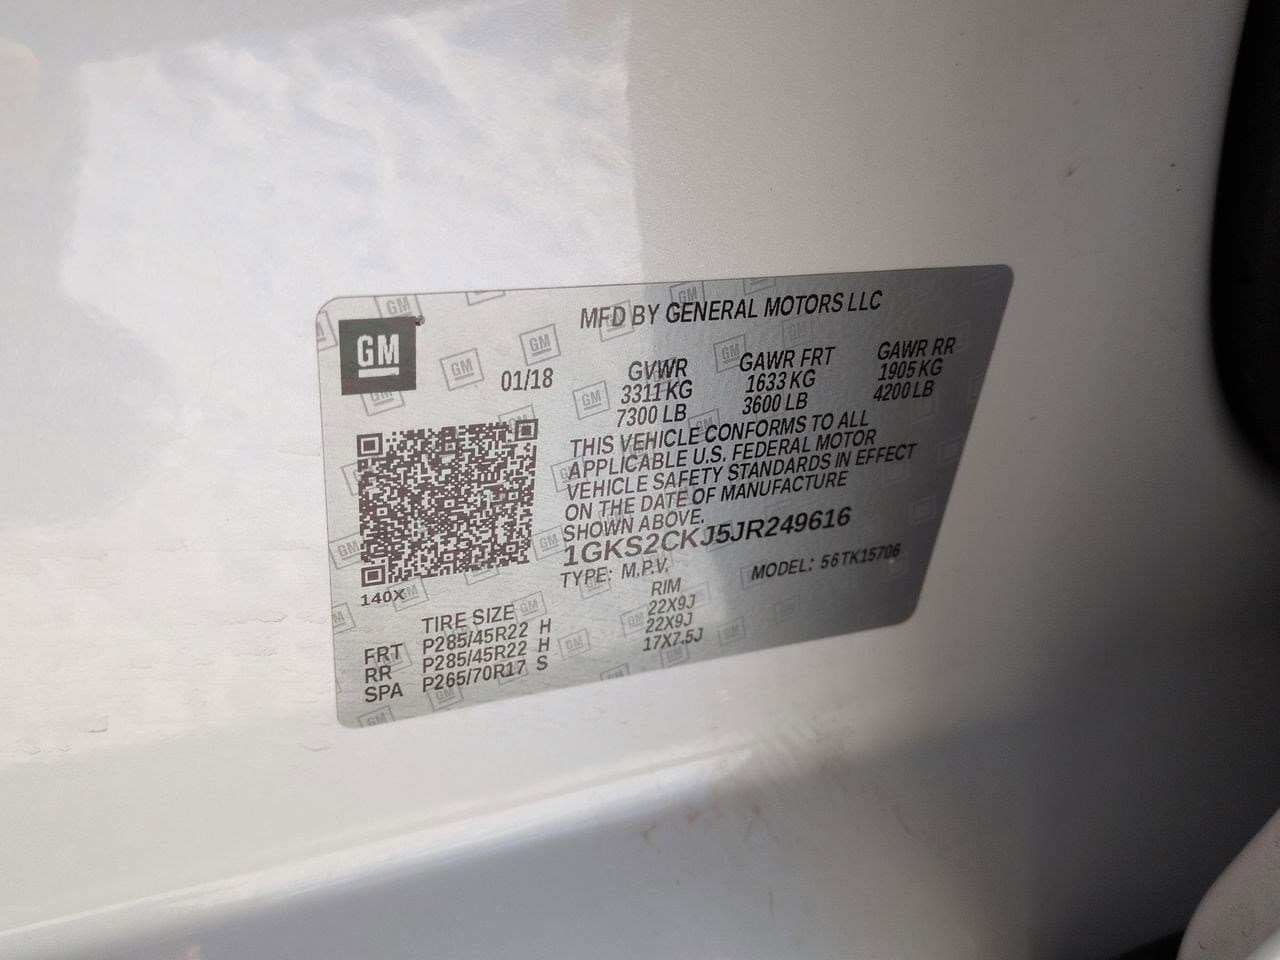 GM
MFD BY GENERAL MOTORS LLC
01/18
GVWR GAWR FRT GAWR RR
3311 KG 1633 KG 1905 KG
7300 LB 3600 LB 4200 LB
THIS VEHICLE CONFORMS TO ALL
APPLICABLE U.S. FEDERAL MOTOR
VEHICLE SAFETY STANDARDS IN EFFECT
ON THE DATE OF MANUFACTURE
SHOWN ABOVE.
1GKS2CKJ5JR249616
TYPE: M.P.V. MODEL: 56TK15706
140X
TIRE SIZE RIM
FRT P285/45R22 H 22X9J
RR P285/45R22 H 22X9J
SPA P265/70R17 S 17X7.5J